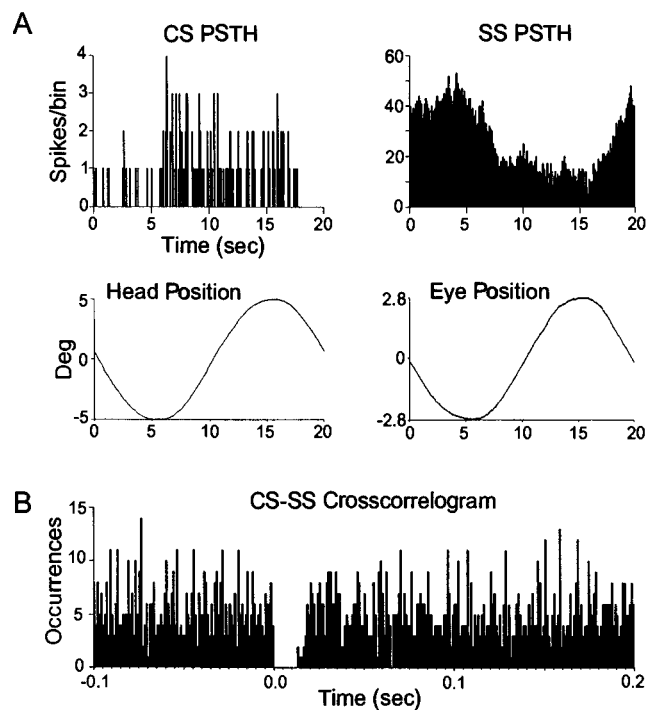 A
CS PSTH
SS PSTH
Spikes/bin
4
3
2
1
0
0 5 10 15 20
Time (sec)
60
40
20
0
0 5 10 15 20
Head Position
Deg
5
0
-5
0 5 10 15 20
Eye Position
2.8
0
-2.8
0 5 10 15 20
B
CS-SS Crosscorrelogram
Occurrences
15
10
5
0
-0.1 0.0 0.1 0.2
Time (sec)